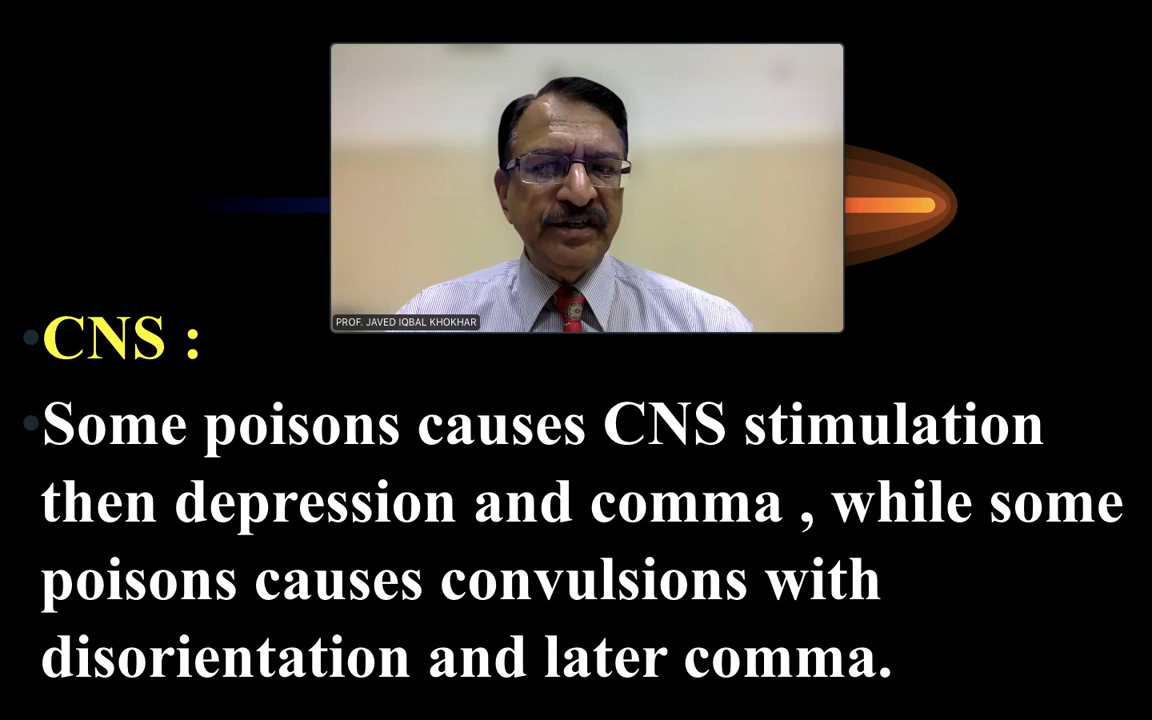 PROF. JAVED IQBAL KHOKHAR
•CNS :
•Some poisons causes CNS stimulation
then depression and comma , while some
poisons causes convulsions with
disorientation and later comma.